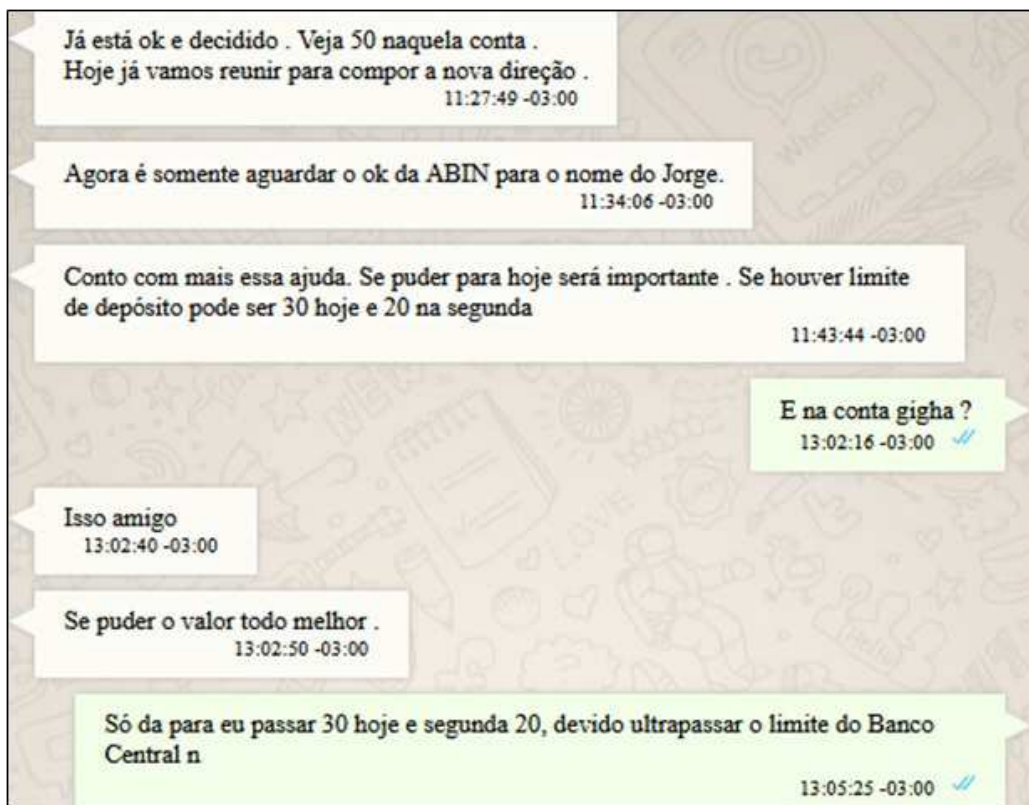 Já está ok e decidido . Veja 50 naquela conta .
Hoje já vamos reunir para compor a nova direção .
11:27:49 -03:00
Agora é somente aguardar o ok da ABIN para o nome do Jorge.
11:34:06 -03:00
Conto com mais essa ajuda. Se puder para hoje será importante . Se houver limite
de depósito pode ser 30 hoje e 20 na segunda
11:43:44 -03:00
E na conta gigha ?
13:02:16 -03:00
Isso amigo
13:02:40 -03:00
Se puder o valor todo melhor .
13:02:50 -03:00
Só da para eu passar 30 hoje e segunda 20, devido ultrapassar o limite do Banco
Central n
13:05:25 -03:00